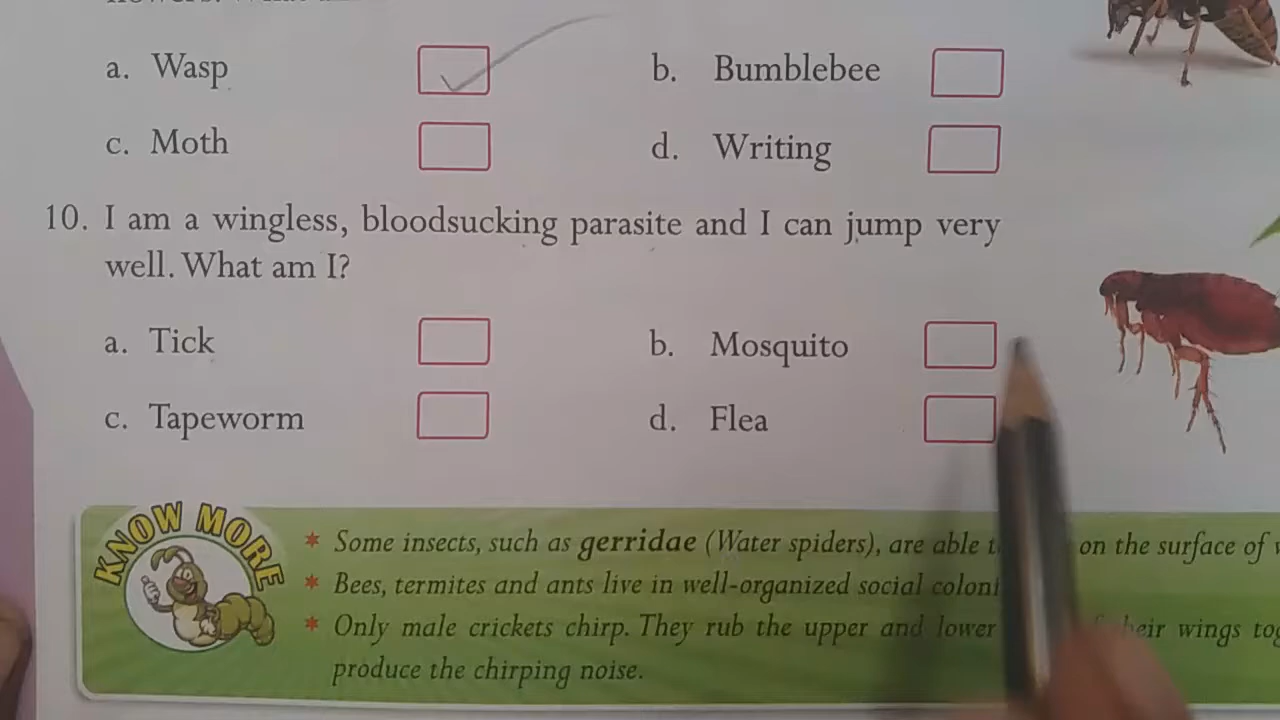 a. Wasp b. Bumblebee
c. Moth d. Writing
10. I am a wingless, bloodsucking parasite and I can jump very
well. What am I?
a. Tick b. Mosquito
c. Tapeworm d. Flea
KNOW MORE
* Some insects, such as gerridae (Water spiders), are able on the surface of
* Bees, termites and ants live in well-organized social
* Only male crickets chirp. They rub the upper and lower their wings
produce the chirping noise.